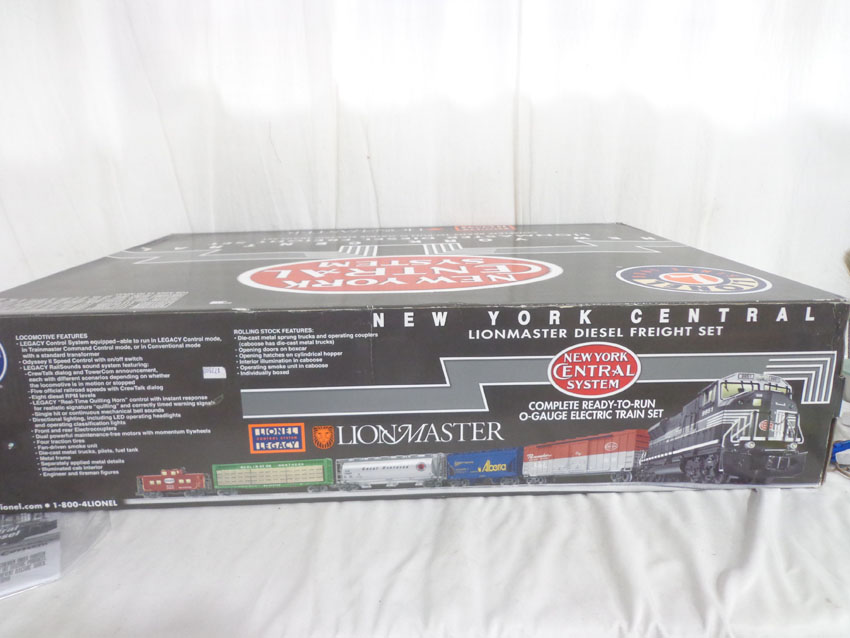 NEW YORK
CENTRAL
SYSTEM
NEW YORK CENTRAL
LIONMASTER DIESEL FREIGHT SET
LOCOMOTIVE FEATURES
• LEGACY Control System equipped–able to run in LEGACY Control mode,
in Trainmaster Command Control mode, or in Conventional mode
with a standard transformer
• Odyssey II Speed Control with on/off switch
• LEGACY RailSounds sound system featuring:
-CrewTalk dialog and TowerCom announcement,
each with different scenarios depending on whether
the locomotive is in motion or stopped
-Five official railroad speeds with CrewTalk dialog
• Eight diesel RPM levels
• LEGACY "Real-Time Quilling Horn" control with instant response
for realistic signature "quilling" and correctly timed warning signals
• Single hit or continuous mechanical bell sounds
• Directional lighting, including LED operating headlights
and operating classification lights
• Front and rear ElectroCouplers
• Dual powerful maintenance-free motors with momentum flywheels
• Four traction tires
• Fan-driven smoke unit
• Die-cast metal trucks, pilots, fuel tank
• Metal frame
• Separately applied metal details
• Illuminated cab interior
• Engineer and fireman figures
ionel.com • 1-800-4LIONEL
ROLLING STOCK FEATURES:
• Die-cast metal sprung trucks and operating couplers
(caboose has die-cast metal trucks)
• Opening doors on boxcar
• Opening hatches on cylindrical hopper
• Interior illumination in caboose
• Operating smoke unit in caboose
• Individually boxed
LIONEL
CONTROL SYSTEM
LEGACY
LIONMASTER
NEW YORK
CENTRAL
SYSTEM
COMPLETE READY-TO-RUN
O-GAUGE ELECTRIC TRAIN SET
Alberta